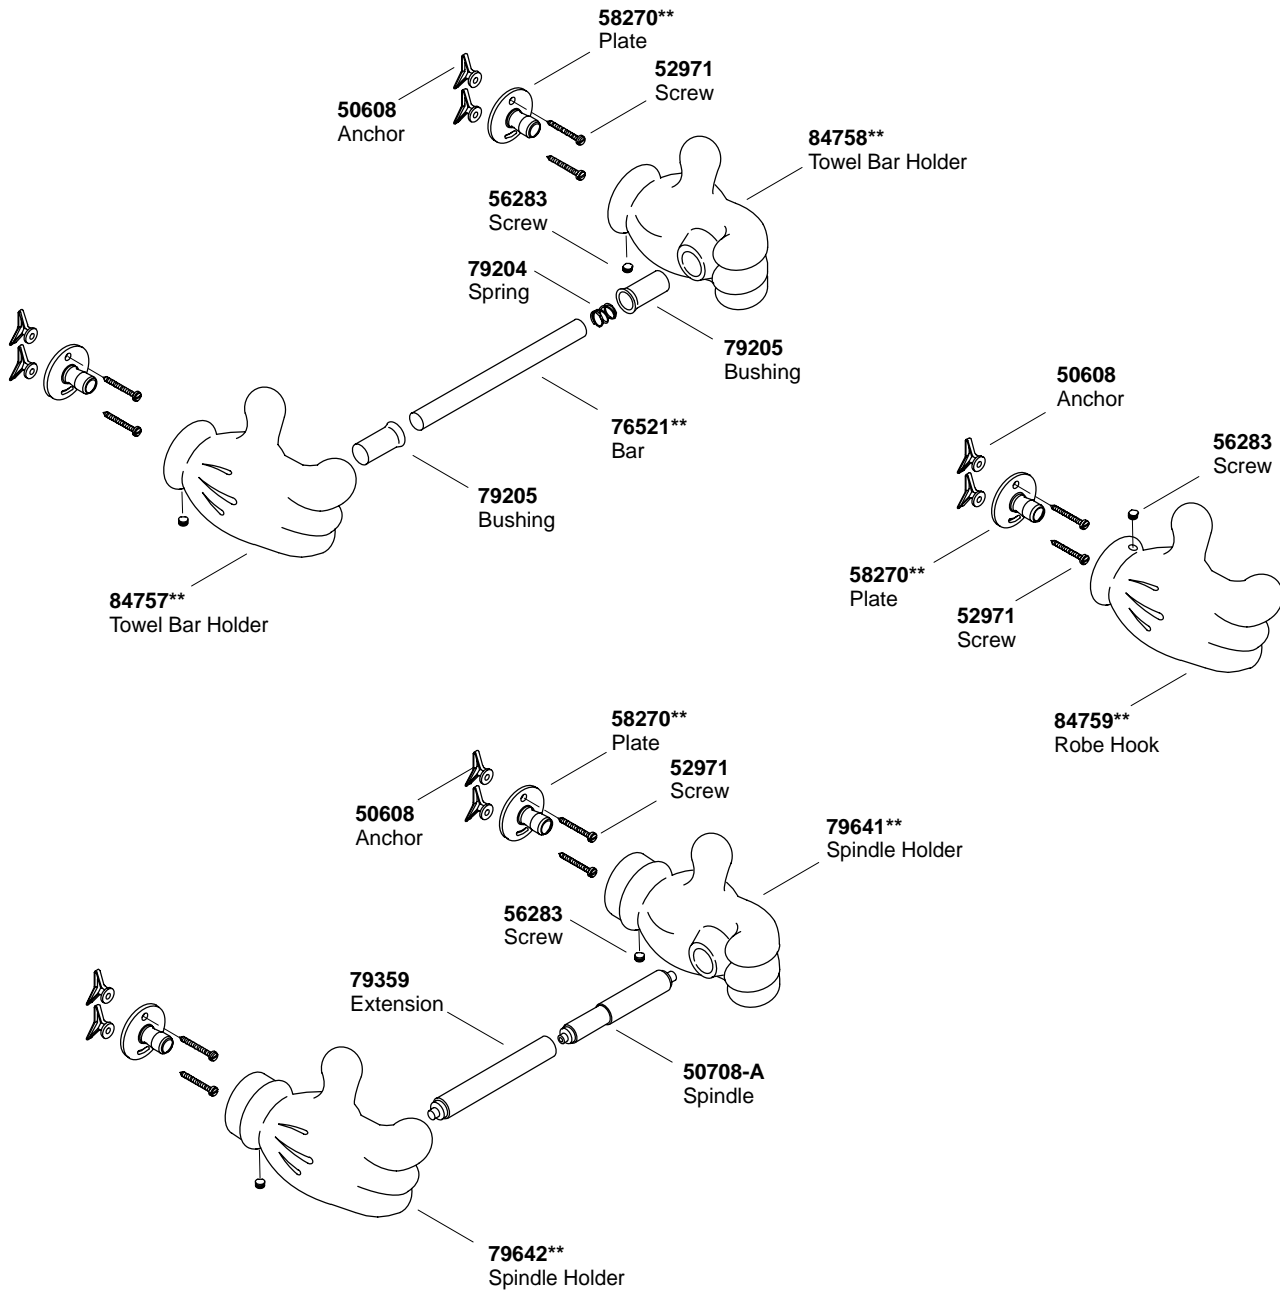 58270**
Plate
52971
Screw
50608
Anchor
84758**
Towel Bar Holder
56283
Screw
79204
Spring
79205
Bushing
76521**
Bar
79205
Bushing
84757**
Towel Bar Holder
50608
Anchor
56283
Screw
58270**
Plate
52971
Screw
84759**
Robe Hook
58270**
Plate
52971
Screw
50608
Anchor
79641**
Spindle Holder
56283
Screw
79359
Extension
50708-A
Spindle
79642**
Spindle Holder